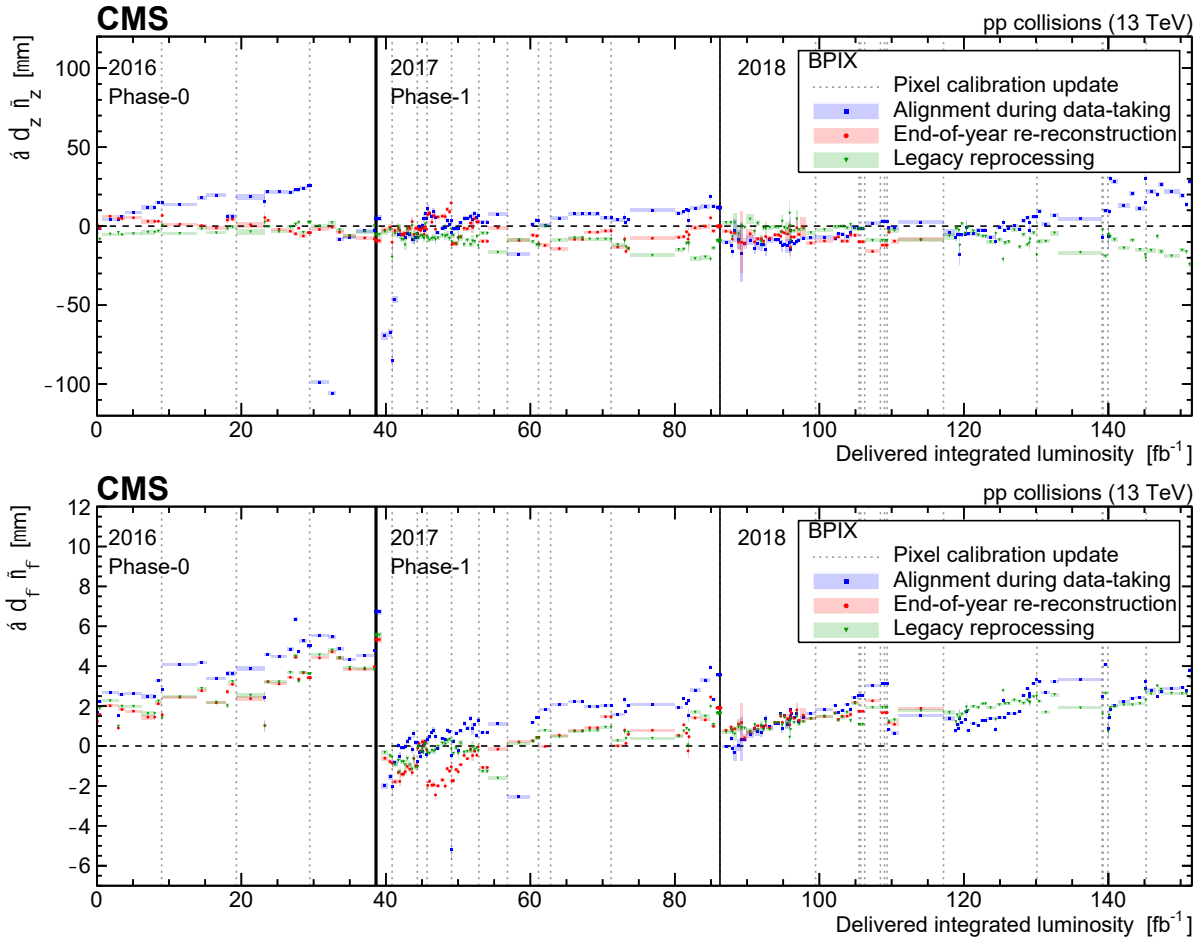 CMS
pp collisions (13 TeV)
á d_z ñ_z [mm]
100
50
0
-50
-100
2016
Phase-0
2017
Phase-1
2018
BPIX
Pixel calibration update
Alignment during data-taking
End-of-year re-reconstruction
Legacy reprocessing
0 20 40 60 80 100 120 140
Delivered integrated luminosity [fb⁻¹]
CMS
pp collisions (13 TeV)
á d_f ñ_f [mm]
12
10
8
6
4
2
0
-2
-4
-6
2016
Phase-0
2017
Phase-1
2018
BPIX
Pixel calibration update
Alignment during data-taking
End-of-year re-reconstruction
Legacy reprocessing
0 20 40 60 80 100 120 140
Delivered integrated luminosity [fb⁻¹]